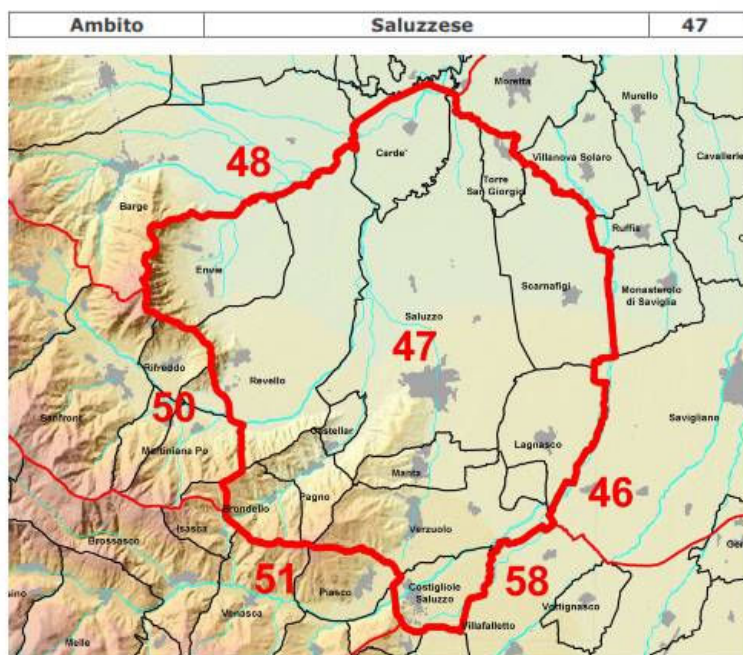 Ambito Saluzzese 47
Moretta
Murello
48
Carde'
Villanova Solaro
Cavallerle
Torre
San Giorgio
Barge
Ruffia
Envie
Scarnafigi
Monasterolo
di Saviglia
Saluzzo
47
Rifreddo
Revello
50
Sanfront
Savigliano
Martiniana Po
Castellar
Lagnasco
Manta
46
Pagno
Brondello
Isasca
Verzuolo
Brossasco
51
58
Costigliole
Saluzzo
Piasco
Venasca
Vottignasco
Villafalletto
Melle